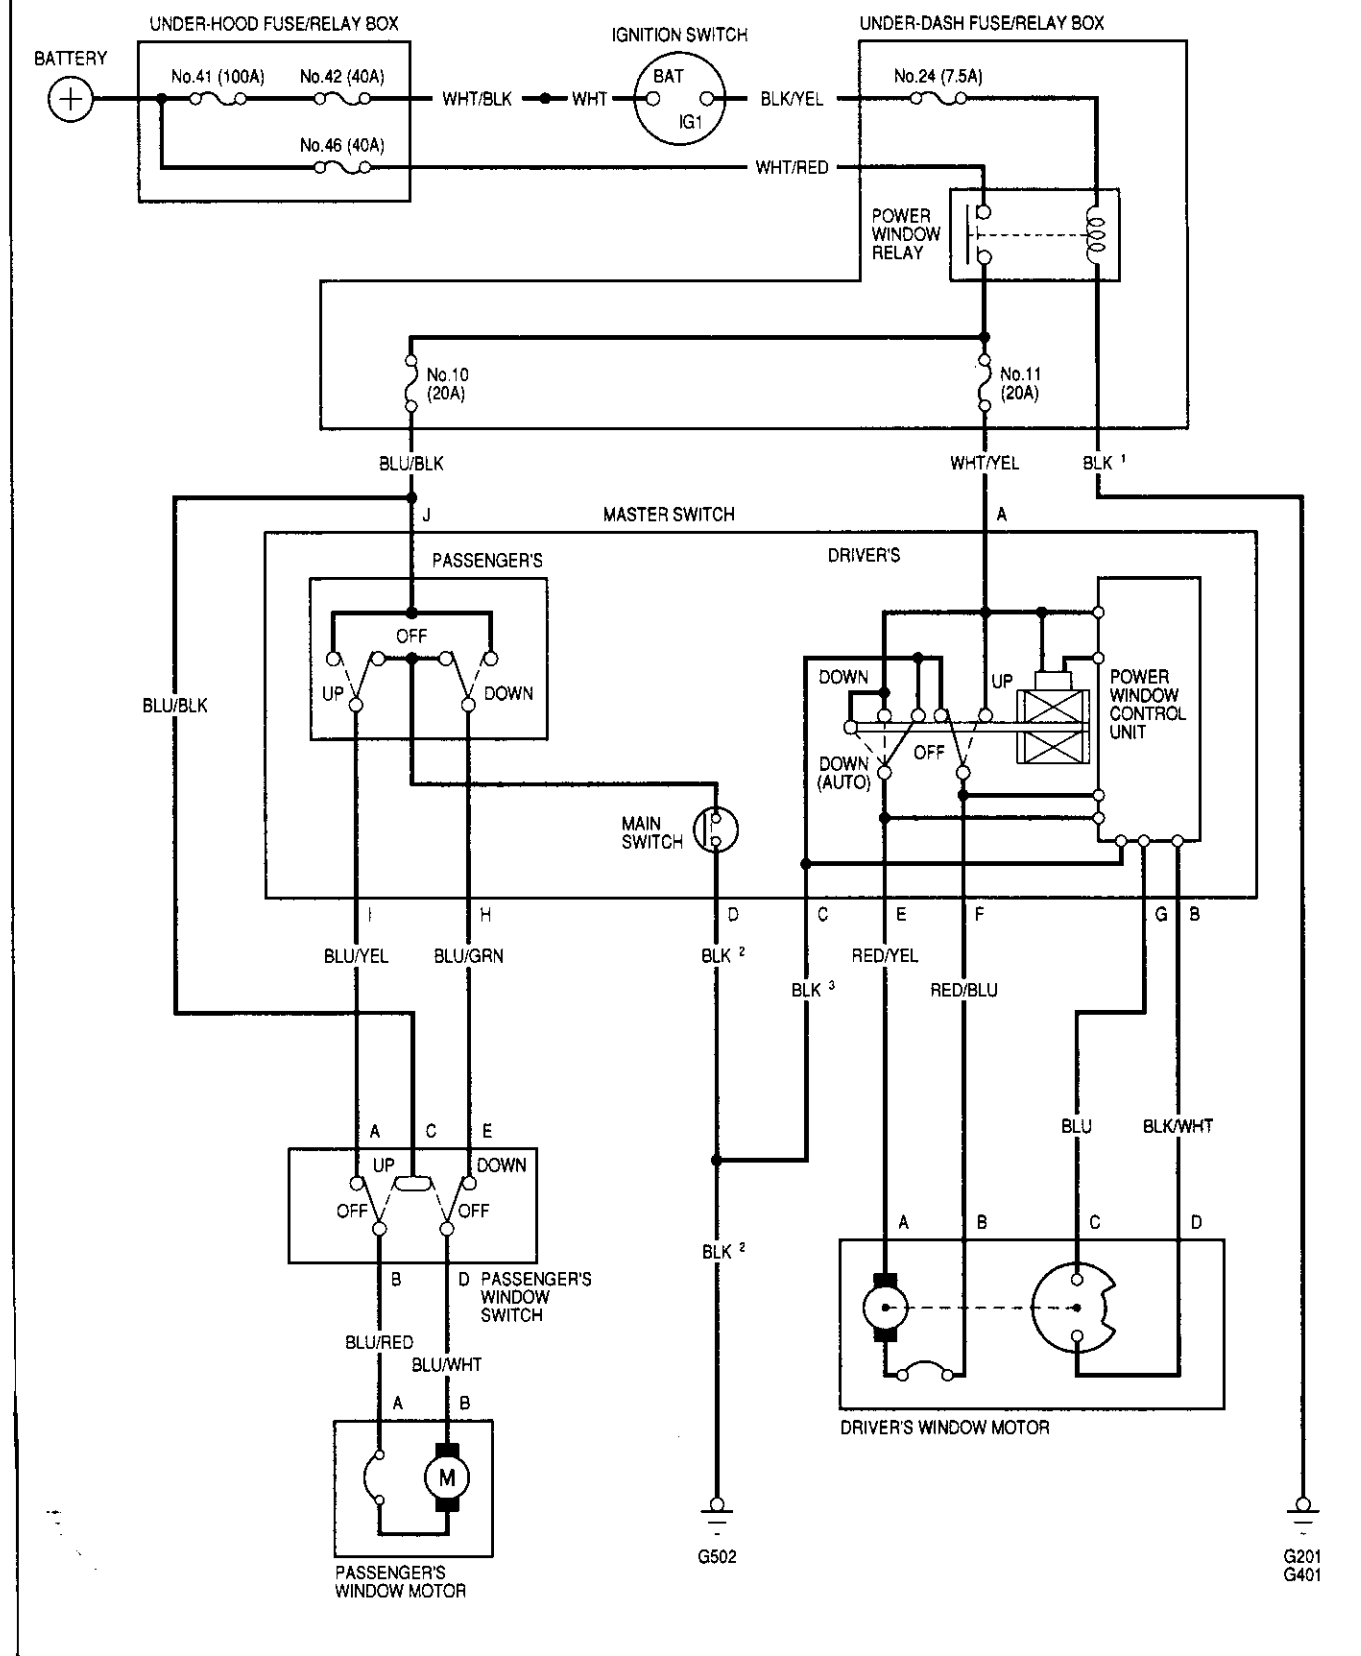 UNDER-HOOD FUSE/RELAY BOX
UNDER-DASH FUSE/RELAY BOX
IGNITION SWITCH
BATTERY
No.41 (100A)
No.42 (40A)
BAT
No.24 (7.5A)
WHT/BLK
WHT
BLK/YEL
IG1
No.46 (40A)
WHT/RED
POWER
WINDOW
RELAY
No.10
(20A)
No.11
(20A)
BLU/BLK
WHT/YEL
BLK 1
J
MASTER SWITCH
A
PASSENGER'S
DRIVER'S
OFF
UP
DOWN
DOWN
UP
POWER
WINDOW
CONTROL
UNIT
BLU/BLK
OFF
DOWN
(AUTO)
MAIN
SWITCH
I
H
D
C
E
F
G
B
BLU/YEL
BLU/GRN
BLK 2
RED/YEL
BLK 3
RED/BLU
A
C
E
BLU
BLK/WHT
UP
DOWN
OFF
OFF
A
B
C
D
BLK 2
B
D
PASSENGER'S
WINDOW
SWITCH
BLU/RED
BLU/WHT
A
B
M
DRIVER'S WINDOW MOTOR
G502
G201
G401
PASSENGER'S
WINDOW MOTOR